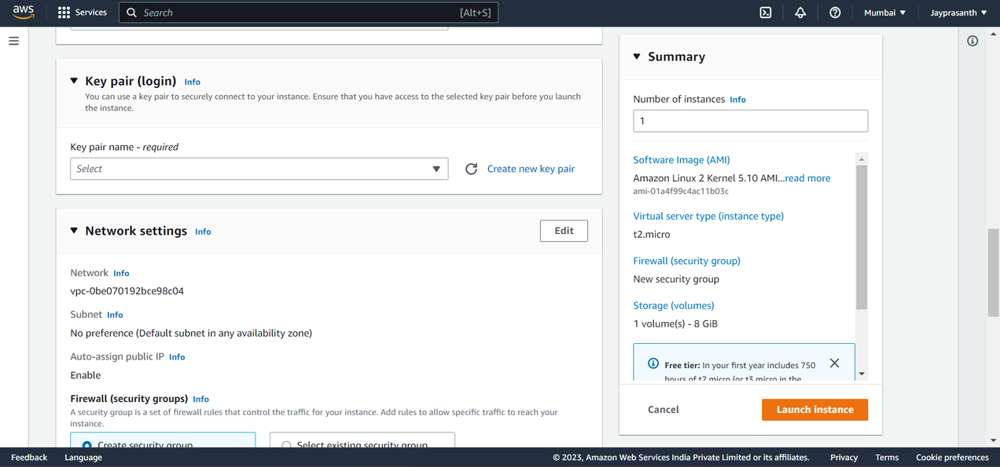 aws
Services
Search
[Alt+S]
Mumbai
Jayprasanth
Key pair (login) Info
You can use a key pair to securely connect to your instance. Ensure that you have access to the selected key pair before you launch
the instance.
Key pair name - required
Select
Create new key pair
Network settings Info
Edit
Network Info
vpc-0be070192bce98c04
Subnet Info
No preference (Default subnet in any availability zone)
Auto-assign public IP Info
Enable
Firewall (security groups) Info
A security group is a set of firewall rules that control the traffic for your instance. Add rules to allow specific traffic to reach your
instance.
Create security group
Select existing security group
Summary
Number of instances Info
1
Software Image (AMI)
Amazon Linux 2 Kernel 5.10 AMI...read more
ami-01a4f99c4ac11b03c
Virtual server type (instance type)
t2.micro
Firewall (security group)
New security group
Storage (volumes)
1 volume(s) - 8 GiB
Free tier: In your first year includes 750
hours of t2.micro (or t3.micro in the
Cancel
Launch instance
Feedback
Language
© 2023, Amazon Web Services India Private Limited or its affiliates.
Privacy
Terms
Cookie preferences